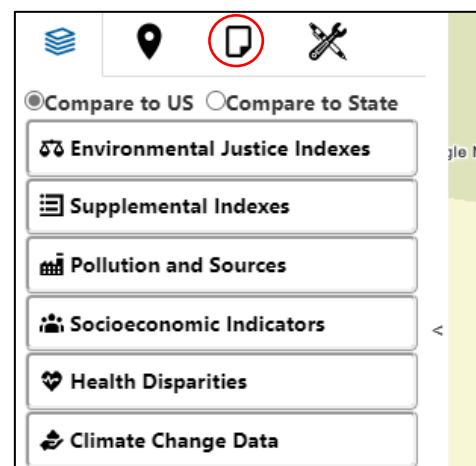 Compare to US Compare to State
Environmental Justice Indexes
Supplemental Indexes
Pollution and Sources
Socioeconomic Indicators
<
Health Disparities
Climate Change Data